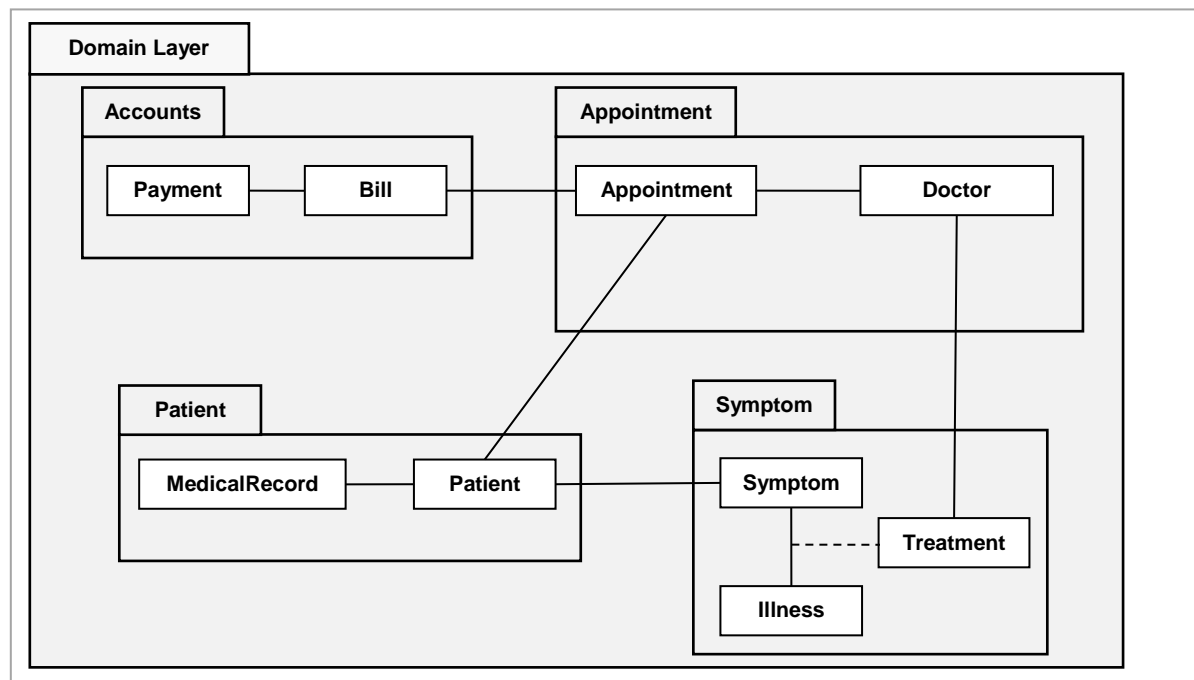 Domain Layer
Accounts
Appointment
Payment
Bill
Appointment
Doctor
Patient
Symptom
MedicalRecord
Patient
Symptom
Treatment
Illness